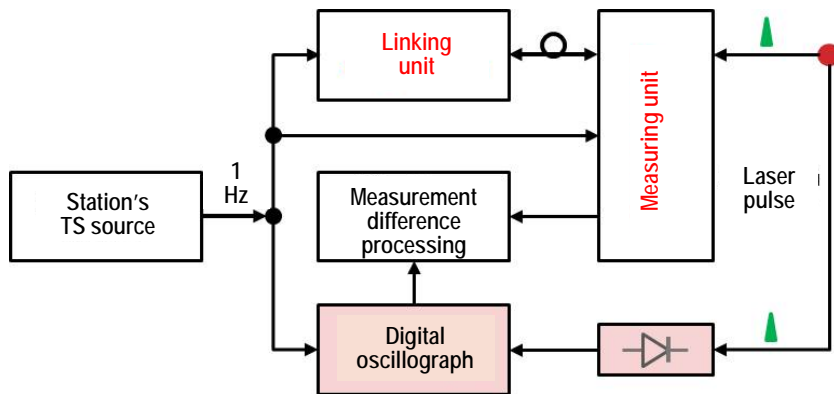 Linking
unit
Measuring unit
1
Hz
Station's
TS source
Measurement
difference
processing
Laser
pulse
Digital
oscillograph